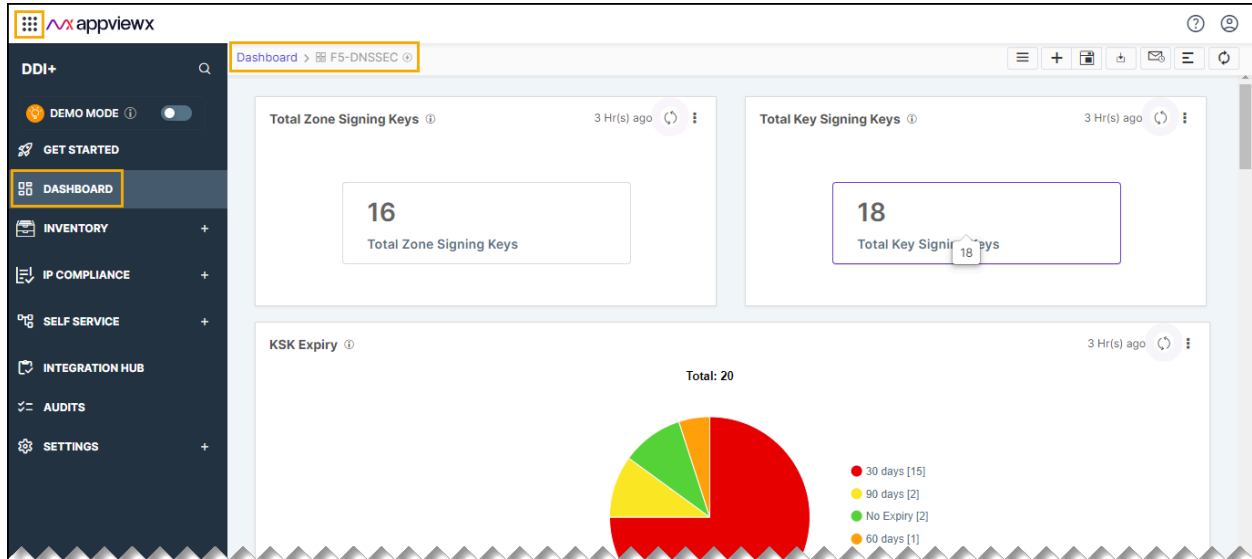 appviewx
DDI+
Dashboard > F5-DNSSEC
DEMO MODE
GET STARTED
DASHBOARD
INVENTORY +
IP COMPLIANCE +
SELF SERVICE +
INTEGRATION HUB
AUDITS
SETTINGS +
Total Zone Signing Keys 3 Hr(s) ago
16
Total Zone Signing Keys
Total Key Signing Keys 3 Hr(s) ago
18
Total Key Signing Keys
18
KSK Expiry 3 Hr(s) ago
Total: 20
30 days [15]
90 days [2]
No Expiry [2]
60 days [1]